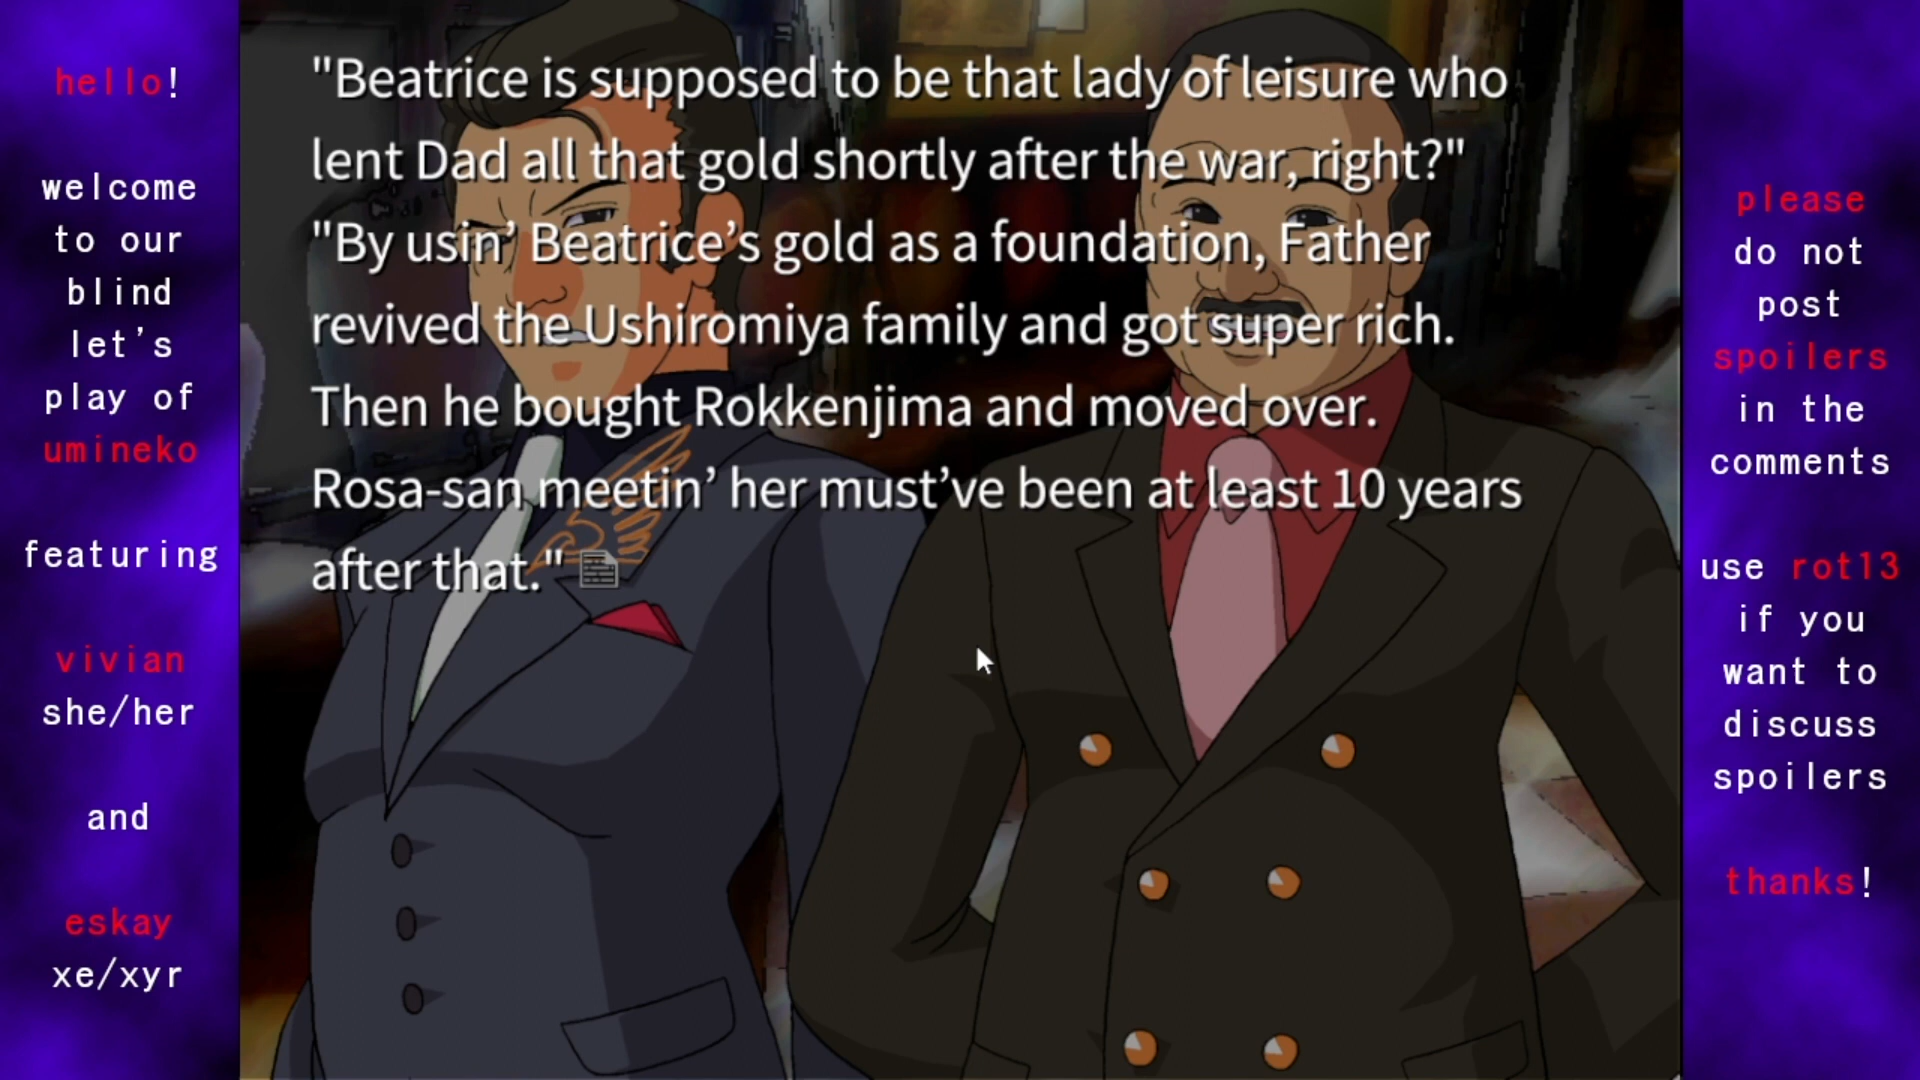 hello!
welcome
to our
blind
let's
play of
umineko
featuring
vivian
she/her
and
eskay
xe/xyr
"Beatrice is supposed to be that lady of leisure who
lent Dad all that gold shortly after the war, right?"
"By usin’ Beatrice’s gold as a foundation, Father
revived the Ushiromiya family and got super rich.
Then he bought Rokkenjima and moved over.
Rosa-san meetin’ her must’ve been at least 10 years
after that."
please
do not
post
spoilers
in the
comments
use rot13
if you
want to
discuss
spoilers
thanks!